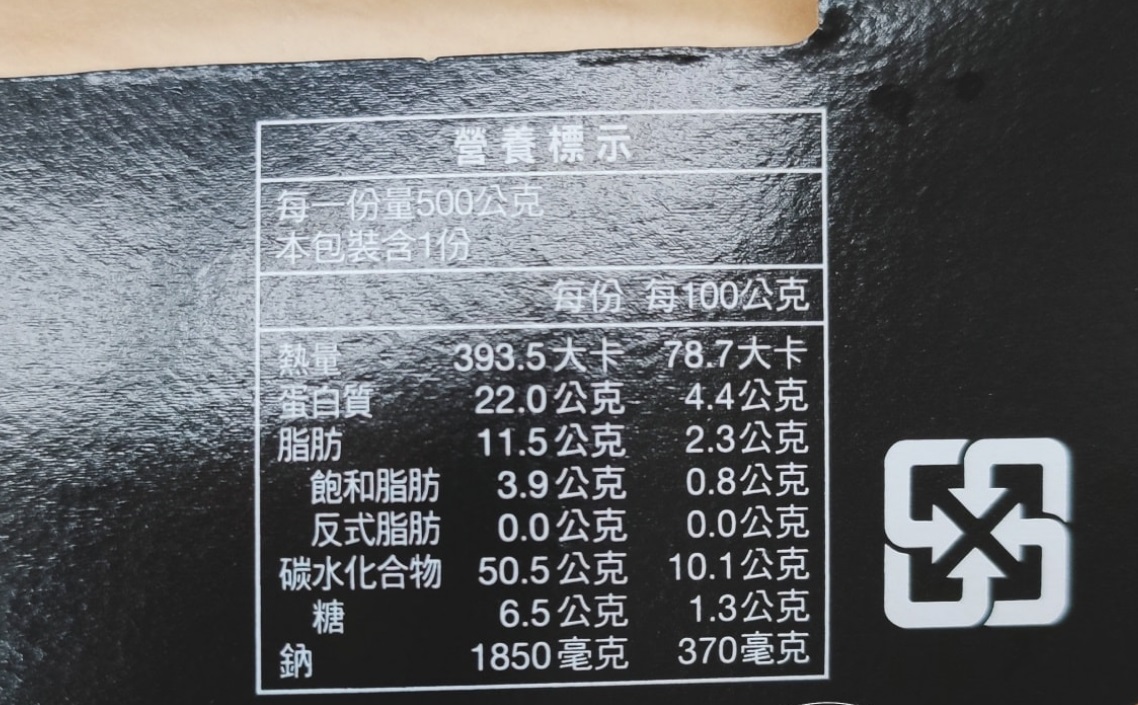 營養標示
每一份量500公克
本包裝含1份
每份 每100公克
熱量 393.5大卡 78.7大卡
蛋白質 22.0公克 4.4公克
脂肪 11.5公克 2.3公克
飽和脂肪 3.9公克 0.8公克
反式脂肪 0.0公克 0.0公克
碳水化合物 50.5公克 10.1公克
糖 6.5公克 1.3公克
鈉 1850毫克 370毫克